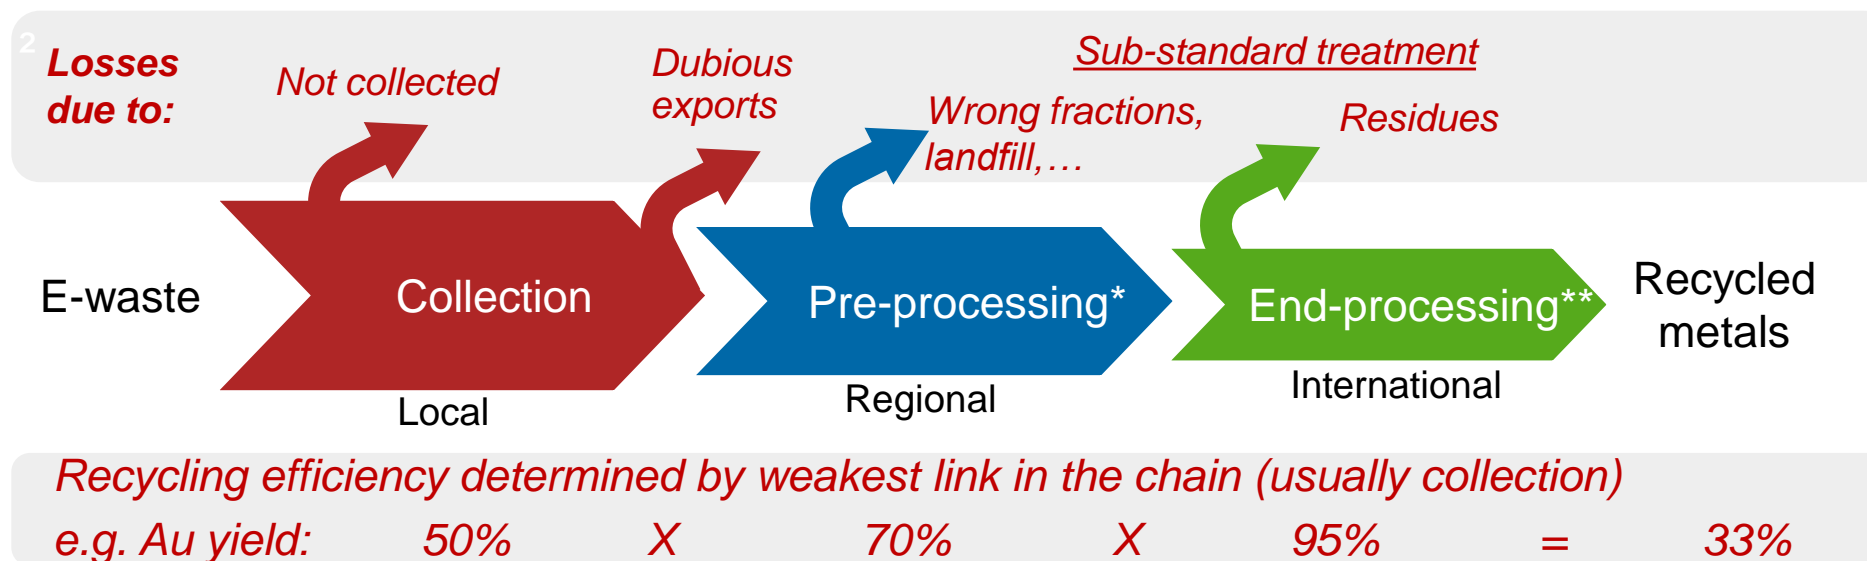 2
Losses
due to:
Not collected
Dubious
exports
Sub-standard treatment
Wrong fractions,
landfill,…
Residues
E-waste
Collection
Pre-processing*
End-processing**
Recycled
metals
Local
Regional
International
Recycling efficiency determined by weakest link in the chain (usually collection)
e.g. Au yield: 50% X 70% X 95% = 33%